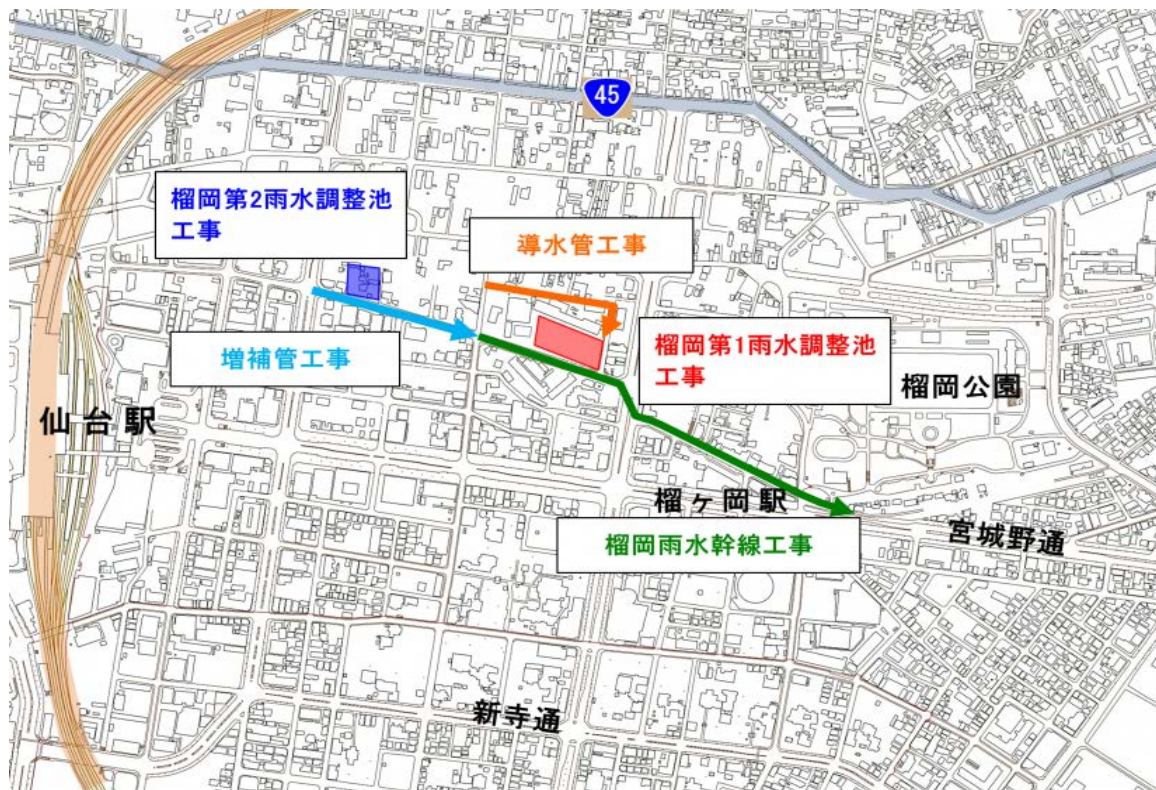 45
榴岡第2雨水調整池
工事
導水管工事
増補管工事
榴岡第1雨水調整池
工事
榴岡公園
仙台駅
榴ヶ岡駅
榴岡雨水幹線工事
宮城野通
新寺通